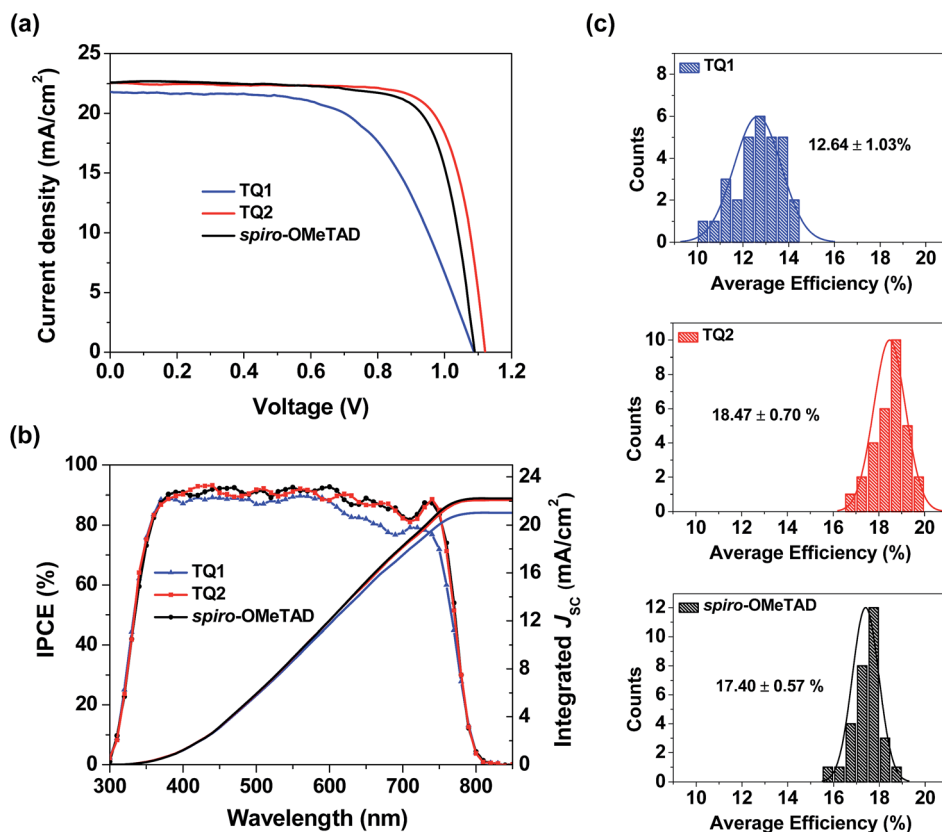 (a)
25
20
15
10
5
0
Current density (mA/cm²)
TQ1
TQ2
spiro-OMeTAD
0.0 0.2 0.4 0.6 0.8 1.0 1.2
Voltage (V)
(b)
100
80
60
40
20
0
IPCE (%)
TQ1
TQ2
spiro-OMeTAD
24
20
16
12
8
4
0
Integrated JSC (mA/cm²)
300 400 500 600 700 800
Wavelength (nm)
(c)
8
6
4
2
0
Counts
TQ1
12.64 ± 1.03%
10 12 14 16 18 20
Average Efficiency (%)
10
8
6
4
2
0
Counts
TQ2
18.47 ± 0.70 %
10 12 14 16 18 20
Average Efficiency (%)
12
10
8
6
4
2
0
Counts
spiro-OMeTAD
17.40 ± 0.57 %
10 12 14 16 18 20
Average Efficiency (%)